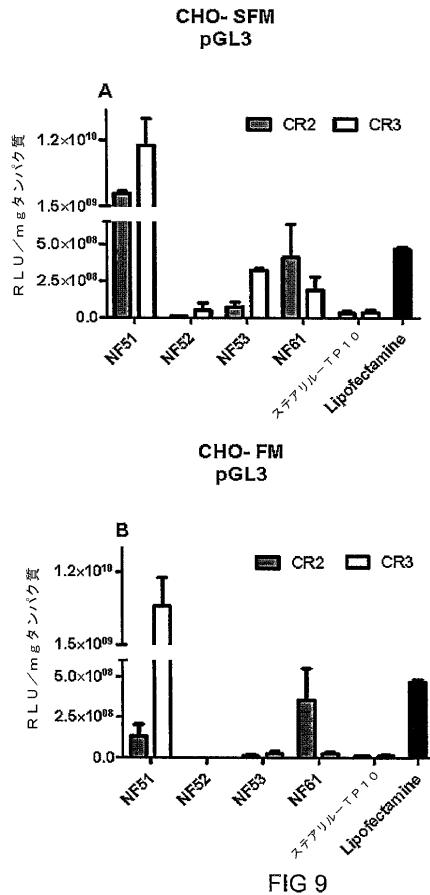 CHO- SFM
pGL3
A
CR2 CR3
RLU/mgタンパク質
1.2×10¹⁰
1.5×10⁰⁹
5.0×10⁰⁸
2.5×10⁰⁸
0.0
NF51 NF52 NF53 NF61 ステアリル-TP10 Lipofectamine
CHO- FM
pGL3
B
CR2 CR3
RLU/mgタンパク質
1.2×10¹⁰
1.5×10⁰⁹
5.0×10⁰⁸
2.5×10⁰⁸
0.0
NF51 NF52 NF53 NF61 ステアリル-TP10 Lipofectamine
FIG 9